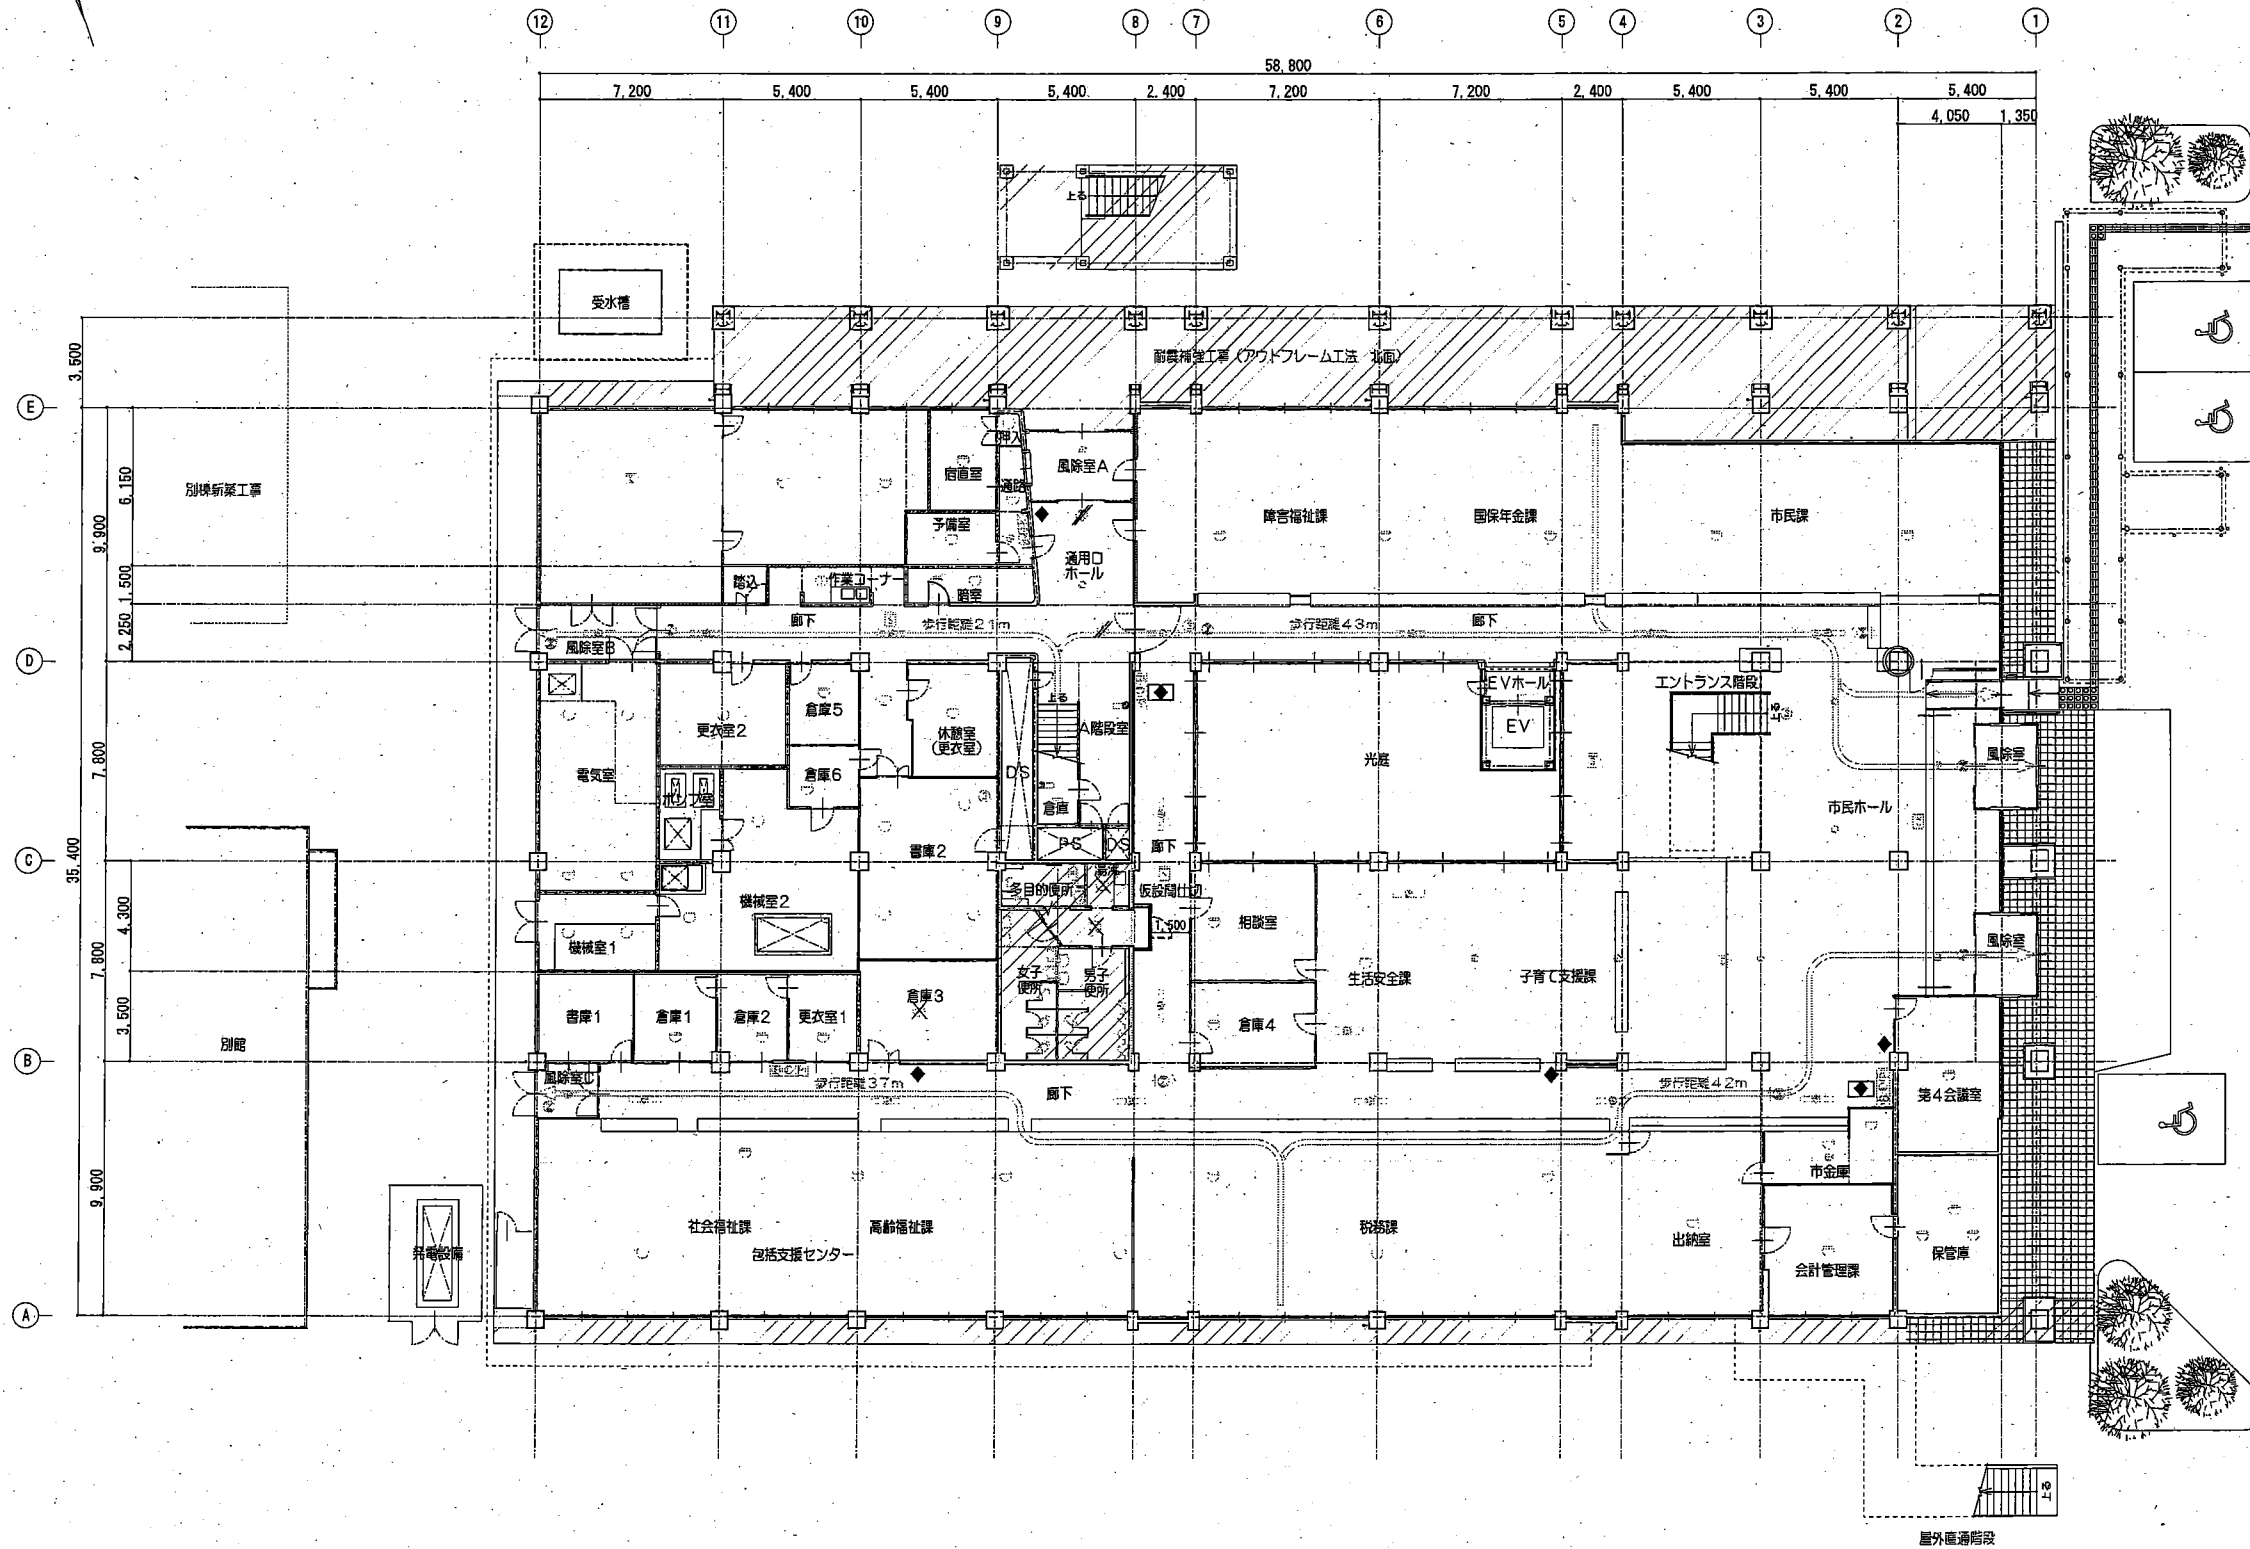 12 11 10 9 8 7 6 5 4 3 2 1
58,800
7,200 5,400 5,400 5,400 2,400 7,200 7,200 2,400 5,400 5,400 5,400
4,050 1,350
上る
受水槽
3,500
耐震補強工事（アウトフレーム工法 北面）
E
別棟新築工事
9,900
6,150
1,500
2,250
押入
宿直室
通路
風除室A
予備室
通用口
ホール
障害福祉課
国保年金課
市民課
踏込
作業コーナー
暗室
廊下
歩行距離21m
歩行距離43m
廊下
風除室B
D
EVホール
エントランス階段
上る
上る
倉庫5
更衣室2
休憩室
(更衣室)
A階段室
EV
光庭
風除室
7,800
電気室
倉庫6
DS
ポンプ室
倉庫
市民ホール
PS
DS
廊下
書庫2
C
35,400
多目的便所
湯沸
仮設間仕切
1,500
機械室2
相談室
4,300
機械室1
風除室
7,800
女子
便所
男子
便所
生活安全課
子育て支援課
倉庫3
3,500
書庫1
倉庫1
倉庫2
更衣室1
倉庫4
別館
B
風除室C
歩行距離37m
廊下
歩行距離42m
第4会議室
市金庫
9,900
社会福祉課
高齢福祉課
包括支援センター
税務課
出納室
会計管理課
保管庫
発電設備
A
上る
屋外直通階段